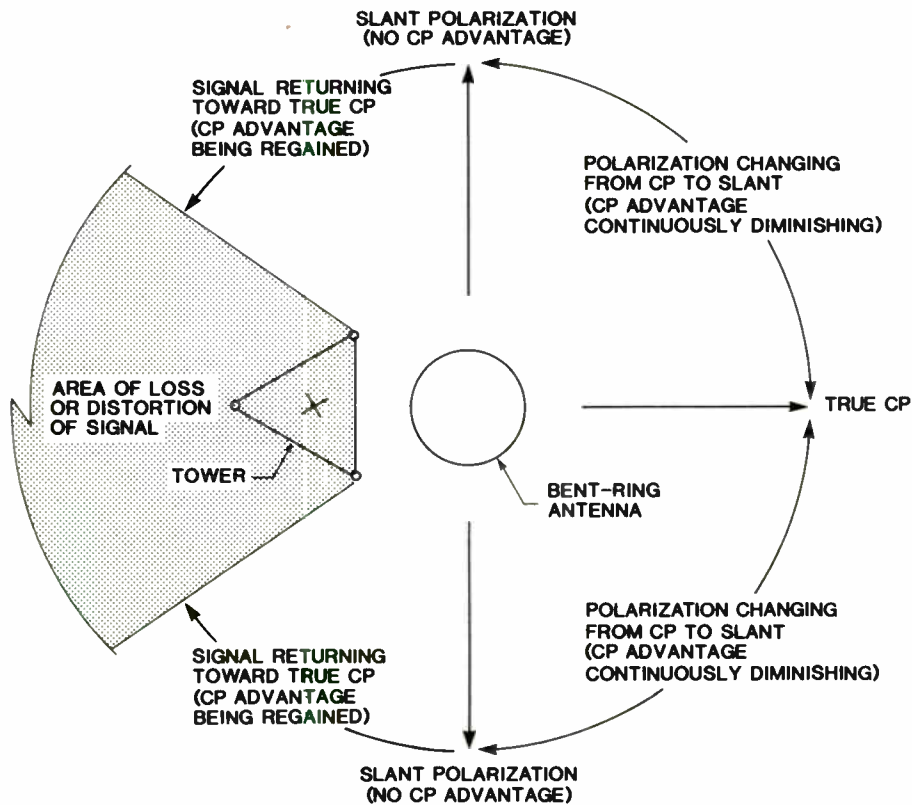 SLANT POLARIZATION
(NO CP ADVANTAGE)
SIGNAL RETURNING
TOWARD TRUE CP
(CP ADVANTAGE
BEING REGAINED)
POLARIZATION CHANGING
FROM CP TO SLANT
(CP ADVANTAGE
CONTINUOUSLY DIMINISHING)
AREA OF LOSS
OR DISTORTION
OF SIGNAL
TRUE CP
TOWER
BENT-RING
ANTENNA
POLARIZATION CHANGING
FROM CP TO SLANT
(CP ADVANTAGE
CONTINUOUSLY DIMINISHING)
SIGNAL RETURNING
TOWARD TRUE CP
(CP ADVANTAGE
BEING REGAINED)
SLANT POLARIZATION
(NO CP ADVANTAGE)